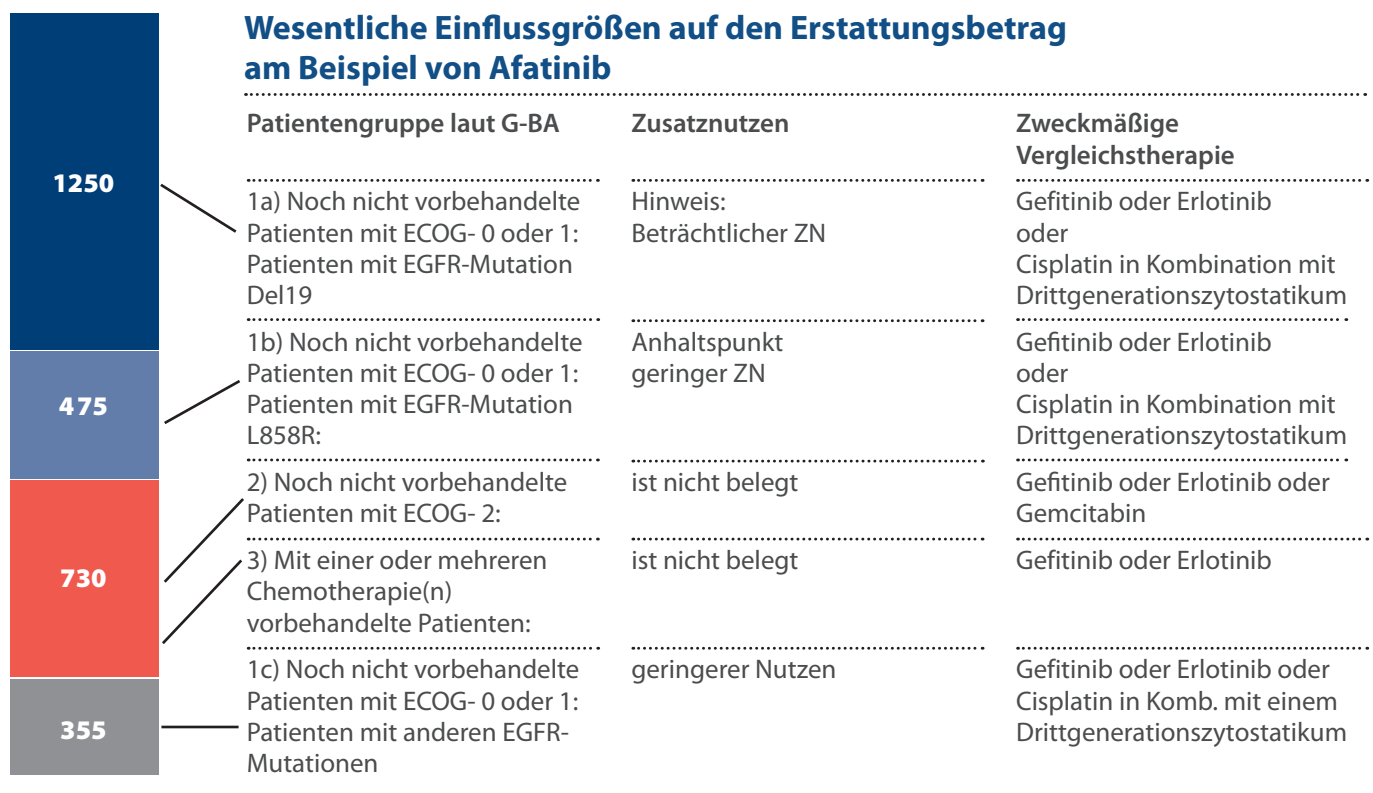 Wesentliche Einflussgrößen auf den Erstattungsbetrag
am Beispiel von Afatinib
Patientengruppe laut G-BA
Zusatznutzen
Zweckmäßige
Vergleichstherapie
1250
1a) Noch nicht vorbehandelte
Patienten mit ECOG- 0 oder 1:
Patienten mit EGFR-Mutation
Del19
Hinweis:
Beträchtlicher ZN
Gefitinib oder Erlotinib
oder
Cisplatin in Kombination mit
Drittgenerationszytostatikum
475
1b) Noch nicht vorbehandelte
Patienten mit ECOG- 0 oder 1:
Patienten mit EGFR-Mutation
L858R:
Anhaltspunkt
geringer ZN
Gefitinib oder Erlotinib
oder
Cisplatin in Kombination mit
Drittgenerationszytostatikum
730
2) Noch nicht vorbehandelte
Patienten mit ECOG- 2:
ist nicht belegt
Gefitinib oder Erlotinib oder
Gemcitabin
3) Mit einer oder mehreren
Chemotherapie(n)
vorbehandelte Patienten:
ist nicht belegt
Gefitinib oder Erlotinib
355
1c) Noch nicht vorbehandelte
Patienten mit ECOG- 0 oder 1:
Patienten mit anderen EGFR-
Mutationen
geringerer Nutzen
Gefitinib oder Erlotinib oder
Cisplatin in Komb. mit einem
Drittgenerationszytostatikum